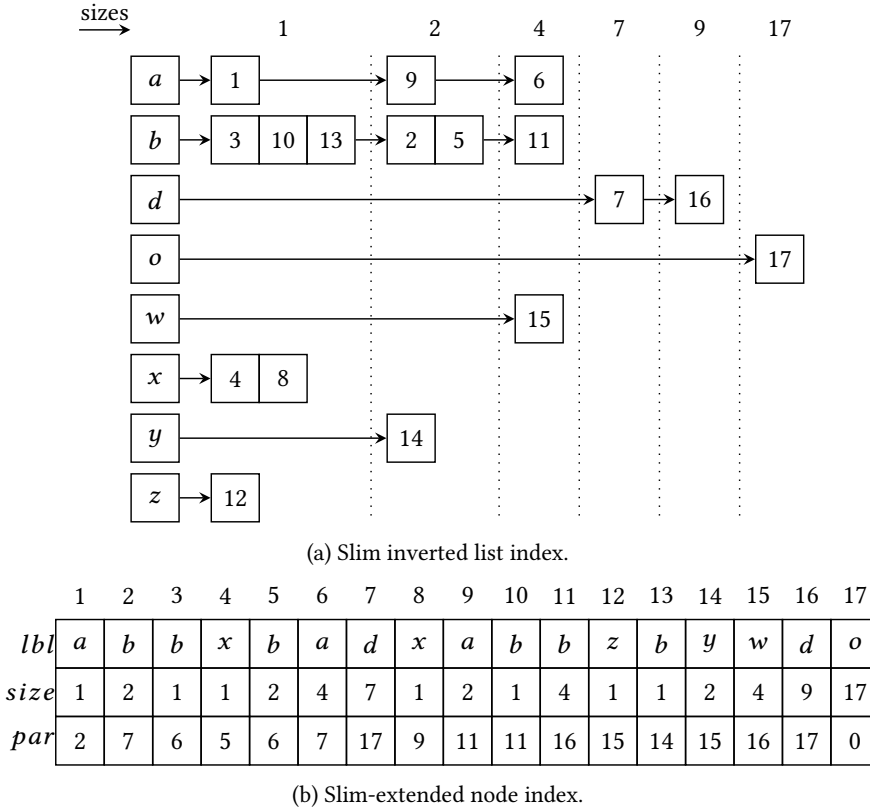 sizes 1 2 4 7 9 17
a 1 9 6
b 3 10 13 2 5 11
d 7 16
o 17
w 15
x 4 8
y 14
z 12
(a) Slim inverted list index.
1 2 3 4 5 6 7 8 9 10 11 12 13 14 15 16 17
lbl a b b x b a d x a b b z b y w d o
size 1 2 1 1 2 4 7 1 2 1 4 1 1 2 4 9 17
par 2 7 6 5 6 7 17 9 11 11 16 15 14 15 16 17 0
(b) Slim-extended node index.